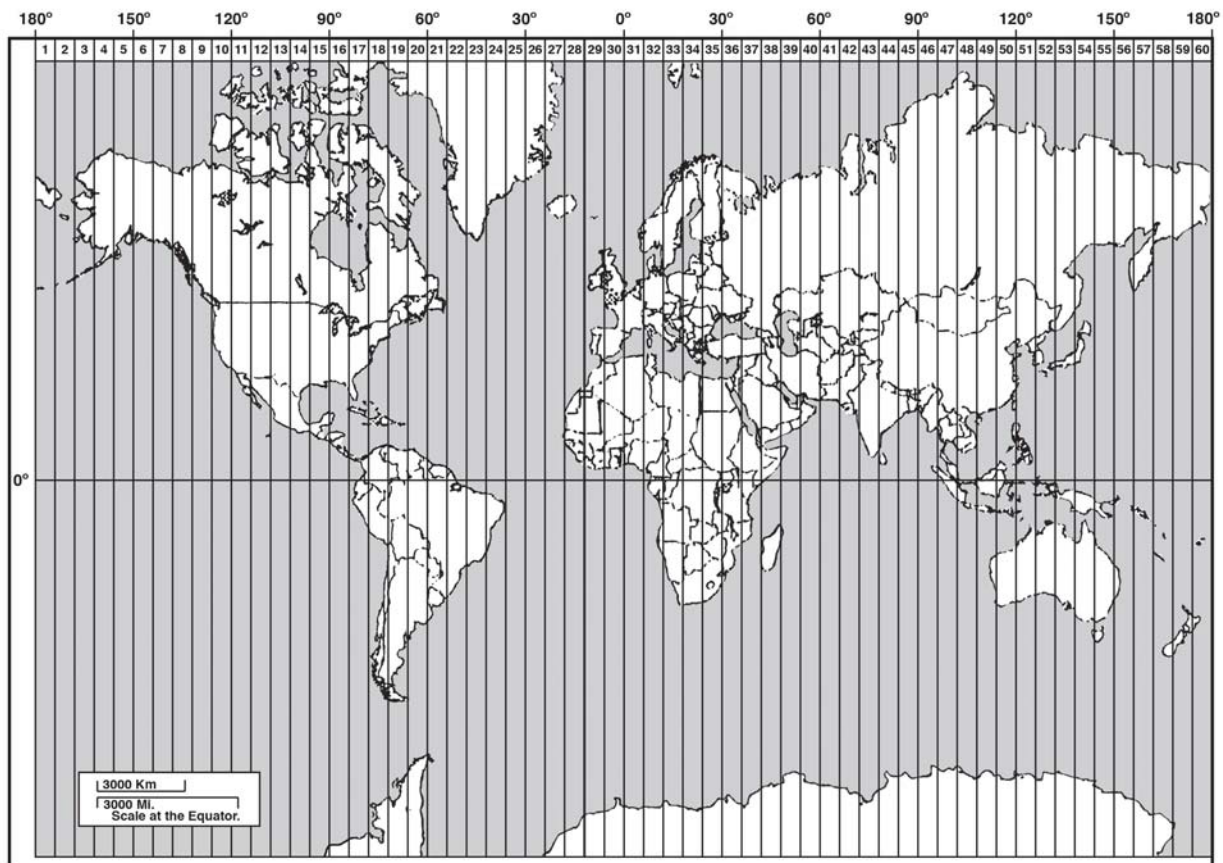 180° 150° 120° 90° 60° 30° 0° 30° 60° 90° 120° 150° 180°
1 2 3 4 5 6 7 8 9 10 11 12 13 14 15 16 17 18 19 20 21 22 23 24 25 26 27 28 29 30 31 32 33 34 35 36 37 38 39 40 41 42 43 44 45 46 47 48 49 50 51 52 53 54 55 56 57 58 59 60
0°
3000 Km
3000 Mi.
Scale at the Equator.